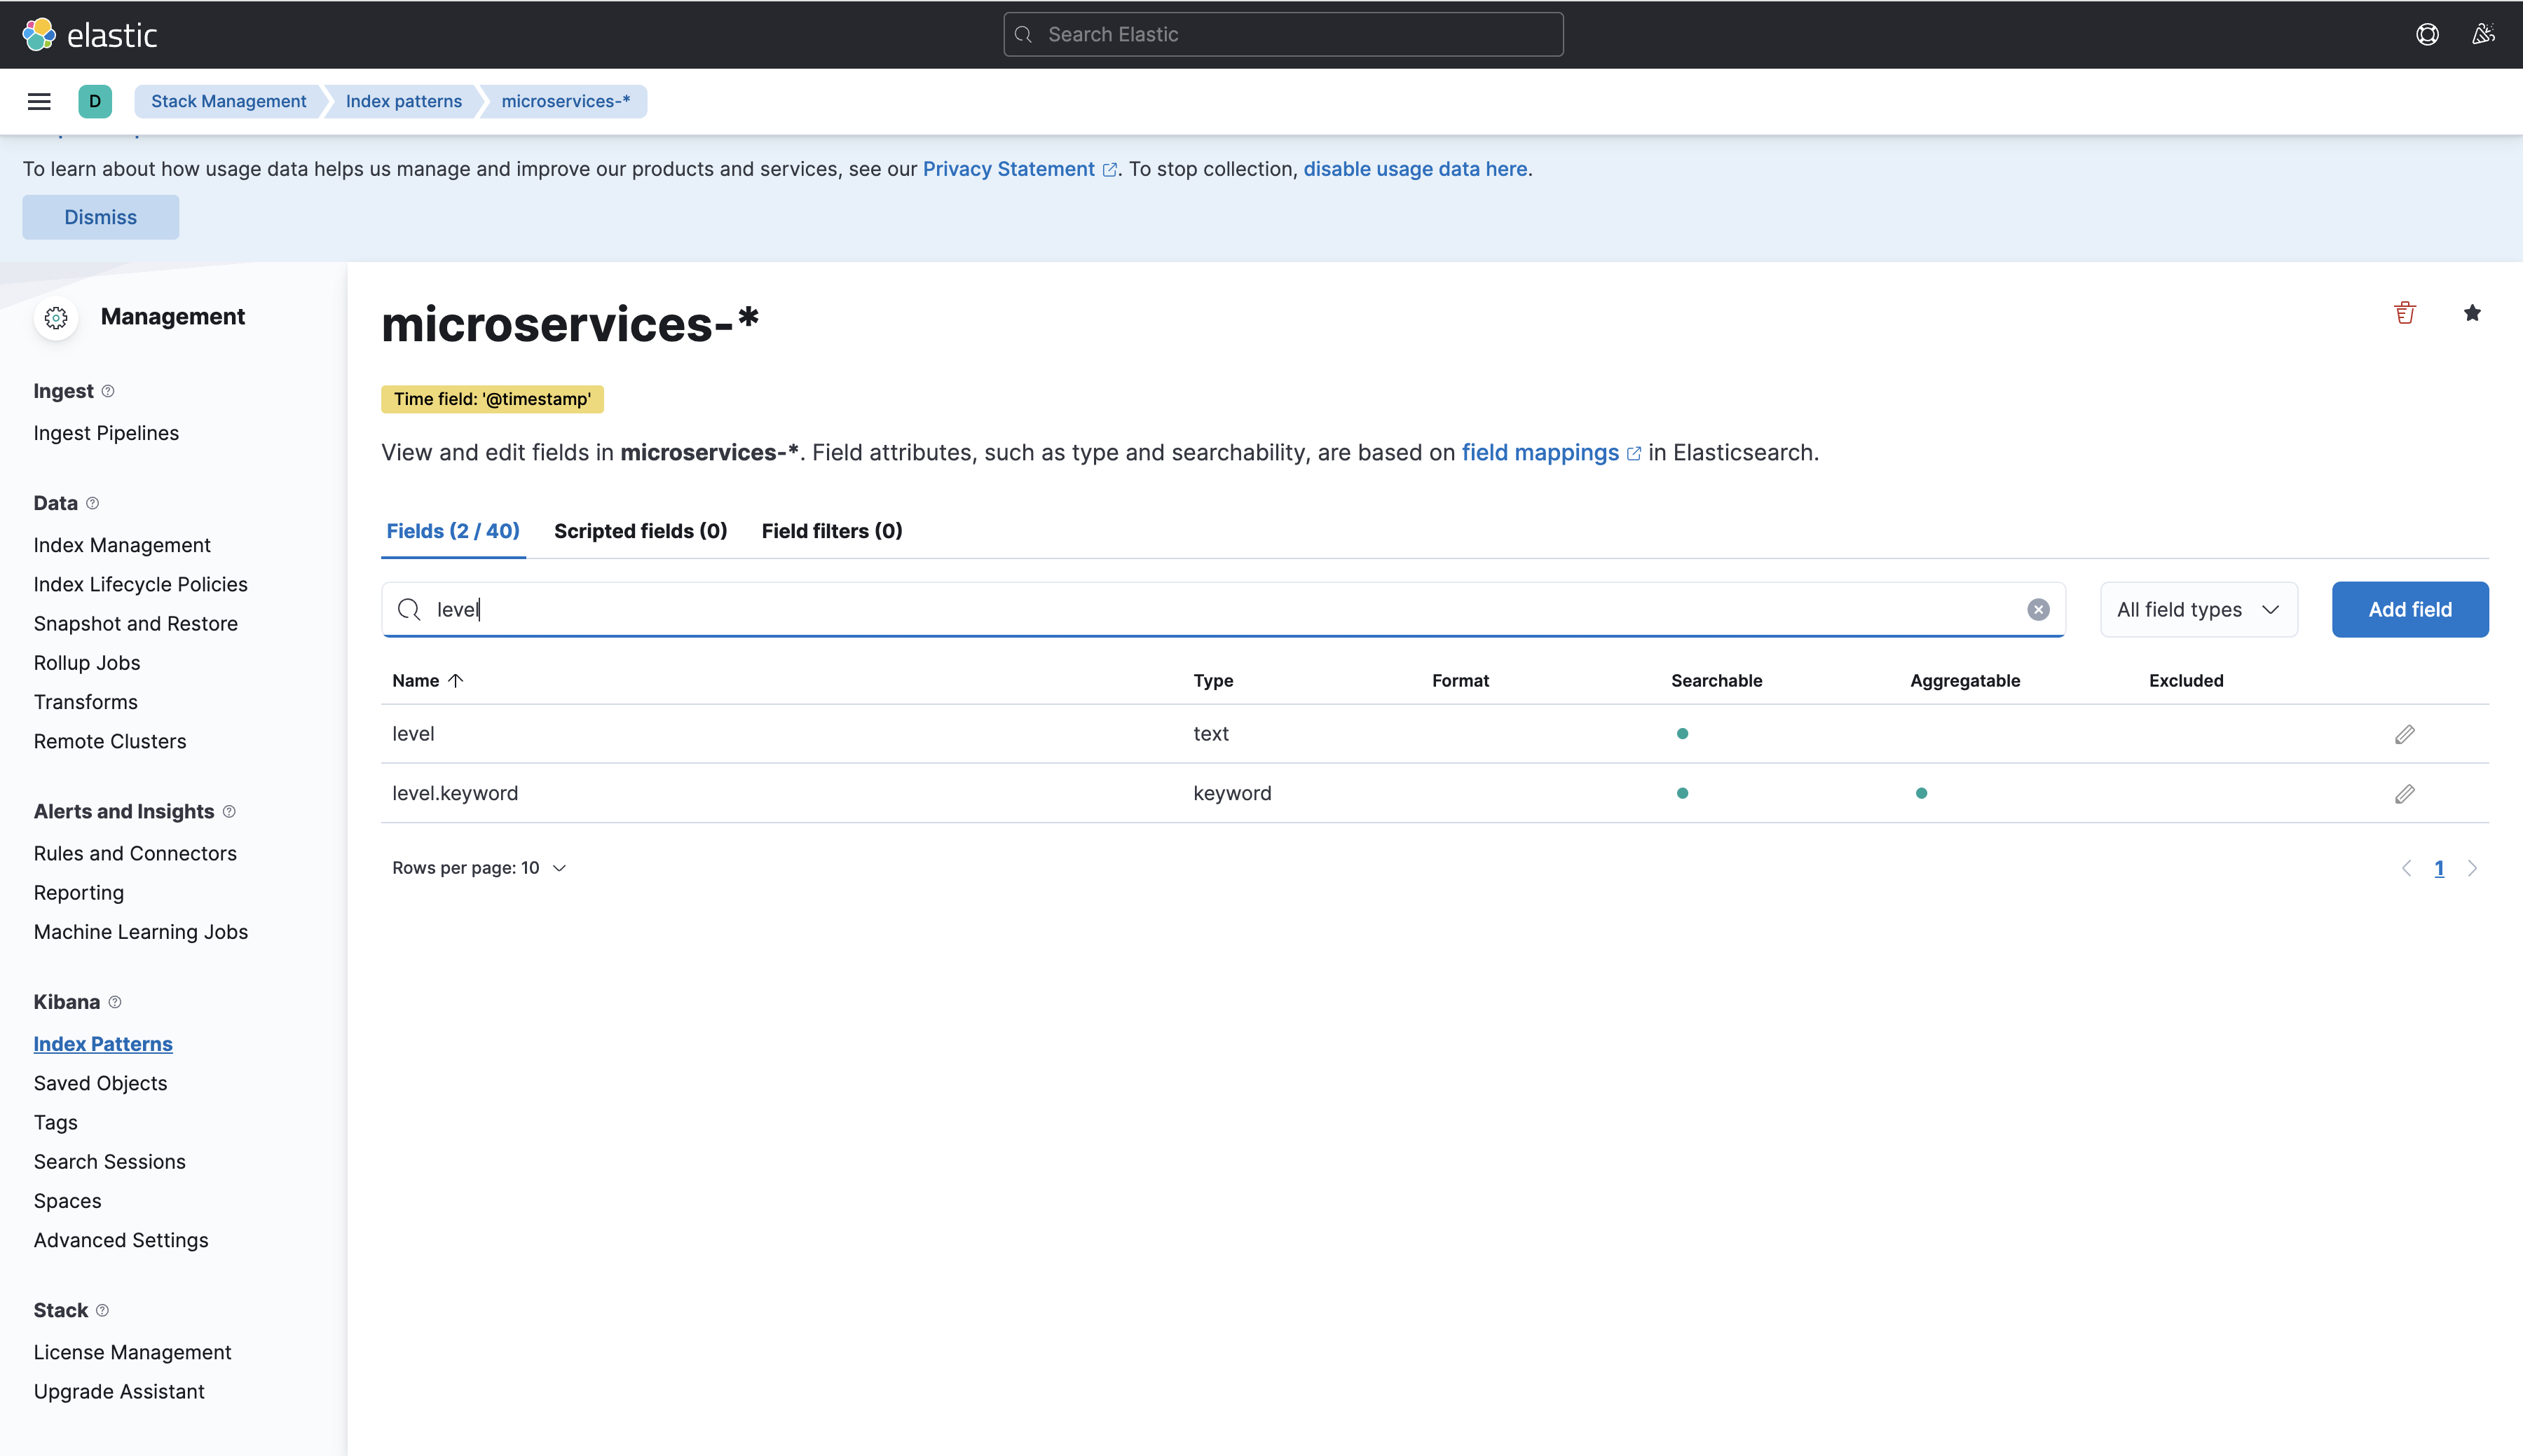 elastic
Search Elastic
D
Stack Management
Index patterns
microservices-*
To learn about how usage data helps us manage and improve our products and services, see our Privacy Statement. To stop collection, disable usage data here.
Dismiss
Management
Ingest
Ingest Pipelines
Data
Index Management
Index Lifecycle Policies
Snapshot and Restore
Rollup Jobs
Transforms
Remote Clusters
Alerts and Insights
Rules and Connectors
Reporting
Machine Learning Jobs
Kibana
Index Patterns
Saved Objects
Tags
Search Sessions
Spaces
Advanced Settings
Stack
License Management
Upgrade Assistant
microservices-*
Time field: '@timestamp'
View and edit fields in microservices-*. Field attributes, such as type and searchability, are based on field mappings in Elasticsearch.
Fields (2 / 40) Scripted fields (0) Field filters (0)
level
All field types
Add field
Name Type Format Searchable Aggregatable Excluded
level text
level.keyword keyword
Rows per page: 10
1